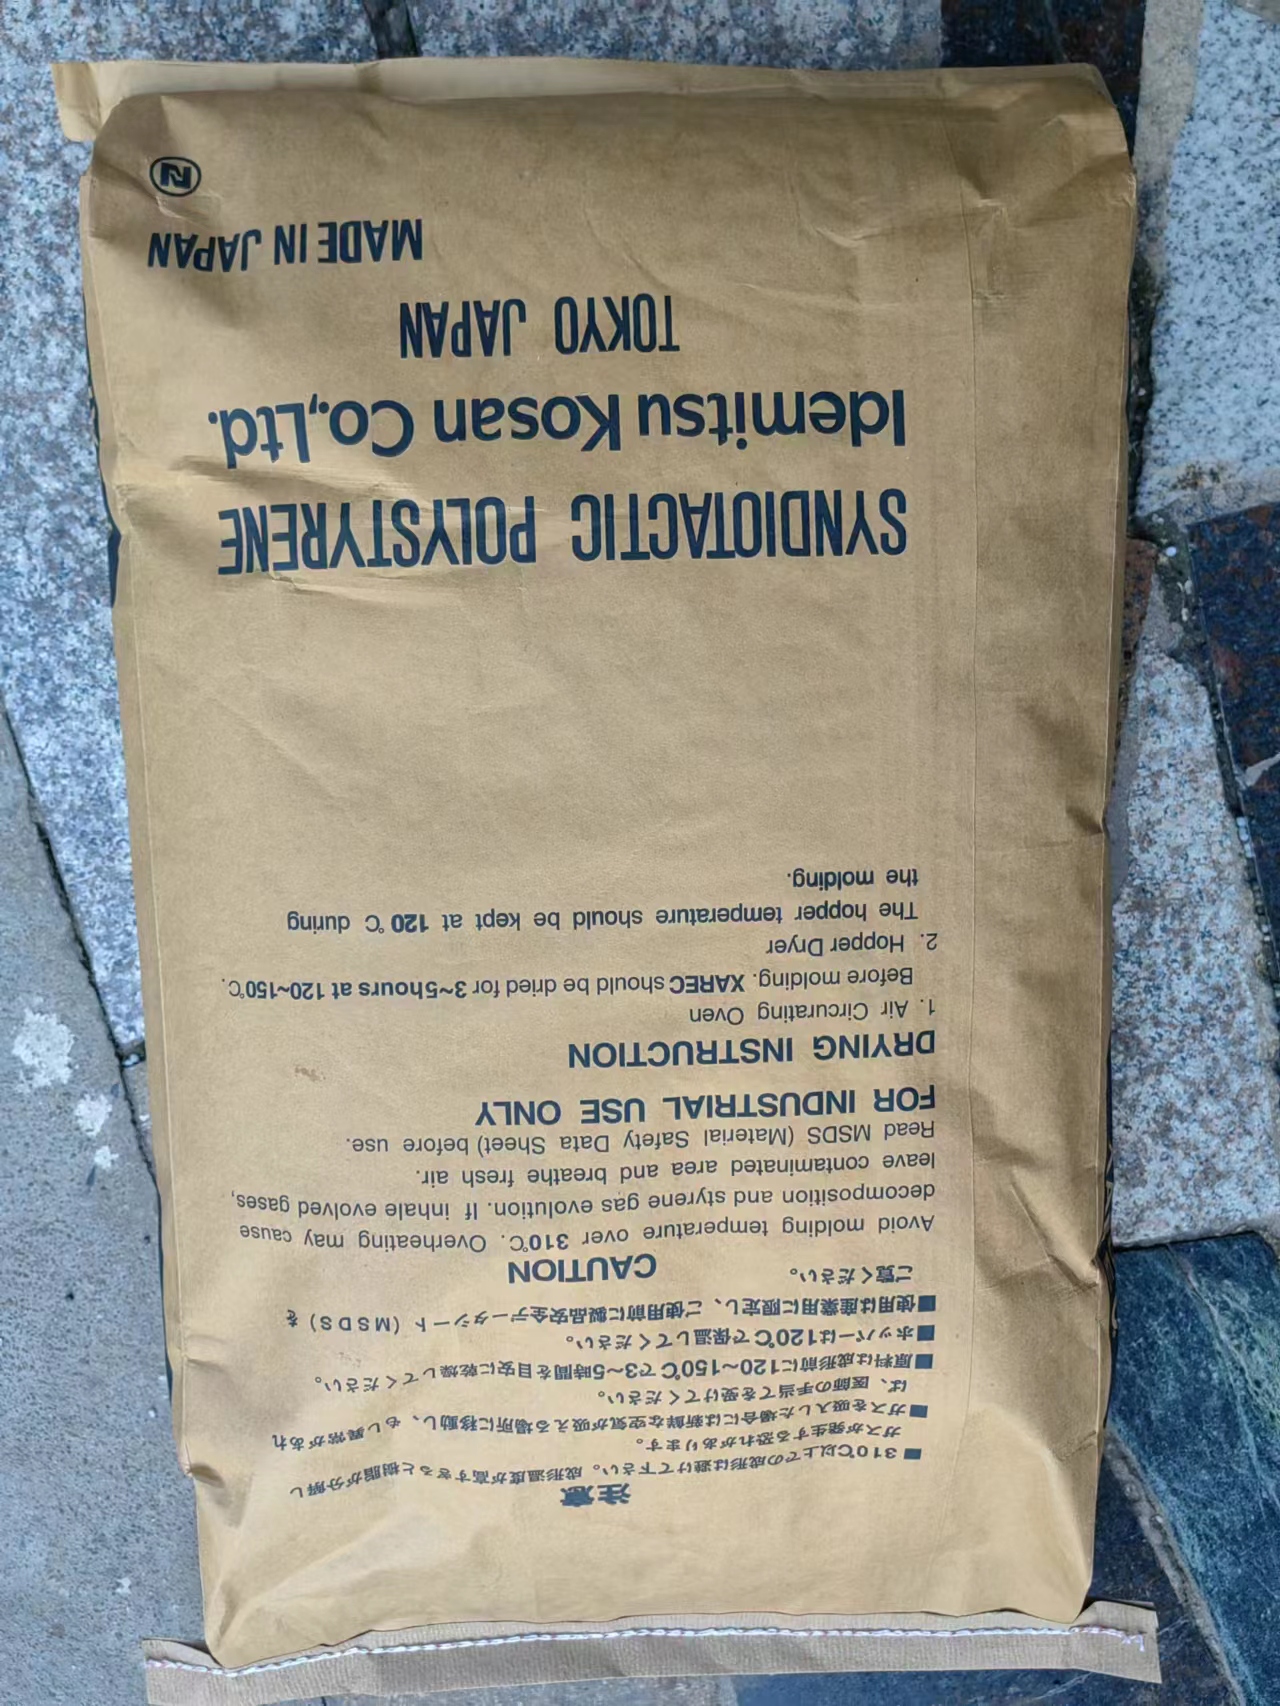 注意
■310℃以上での成形は避けて下さい。成形温度が高すぎると樹脂が分解し
ガスが発生する恐れがあります。
■ガスを吸入した場合には新鮮な空気が吸える場所に移動し、もし異常があれ
ば、医師の手当てを受けてください。
■原料は成形前に120~150℃で3~5時間を目安に乾燥してください。
■ホッパーは120℃で保温してください。
■使用は産業用に限定し、ご使用前に製品安全データシート(MSDS)を
ご覧ください。
CAUTION
Avoid molding temperature over 310℃. Overheating may cause
decomposition and styrene gas evolution. If inhale evolved gases,
leave contaminated area and breathe fresh air.
Read MSDS (Material Safety Data Sheet) before use.
FOR INDUSTRIAL USE ONLY
DRYING INSTRUCTION
1. Air Circurating Oven
Before molding. XAREC should be dried for 3~5hours at 120~150℃.
2. Hopper Dryer
The hopper temperature should be kept at 120℃ during
the molding.
SYNDIOTACTIC POLYSTYRENE
Idemitsu Kosan Co.,Ltd.
TOKYO JAPAN
MADE IN JAPAN
N